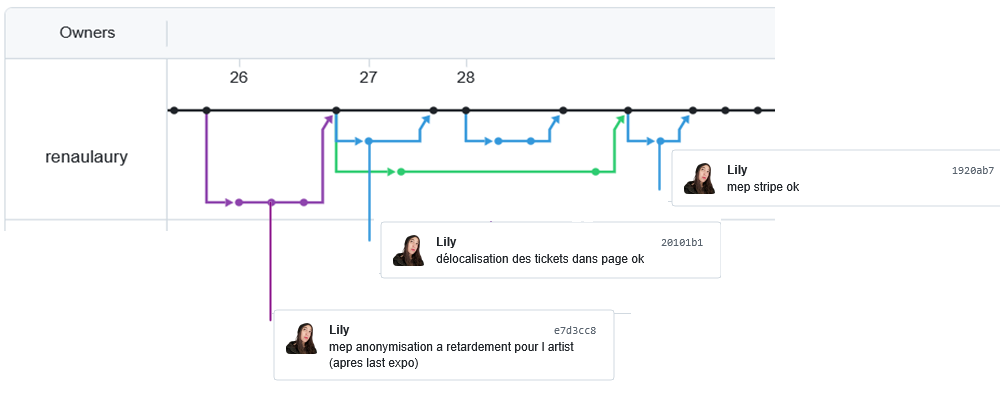 Owners
26 27 28
renaulaury
Lily 1920ab7
mep stripe ok
Lily 20101b1
délocalisation des tickets dans page ok
Lily e7d3cc8
mep anonymisation a retardement pour l artist
(apres last expo)